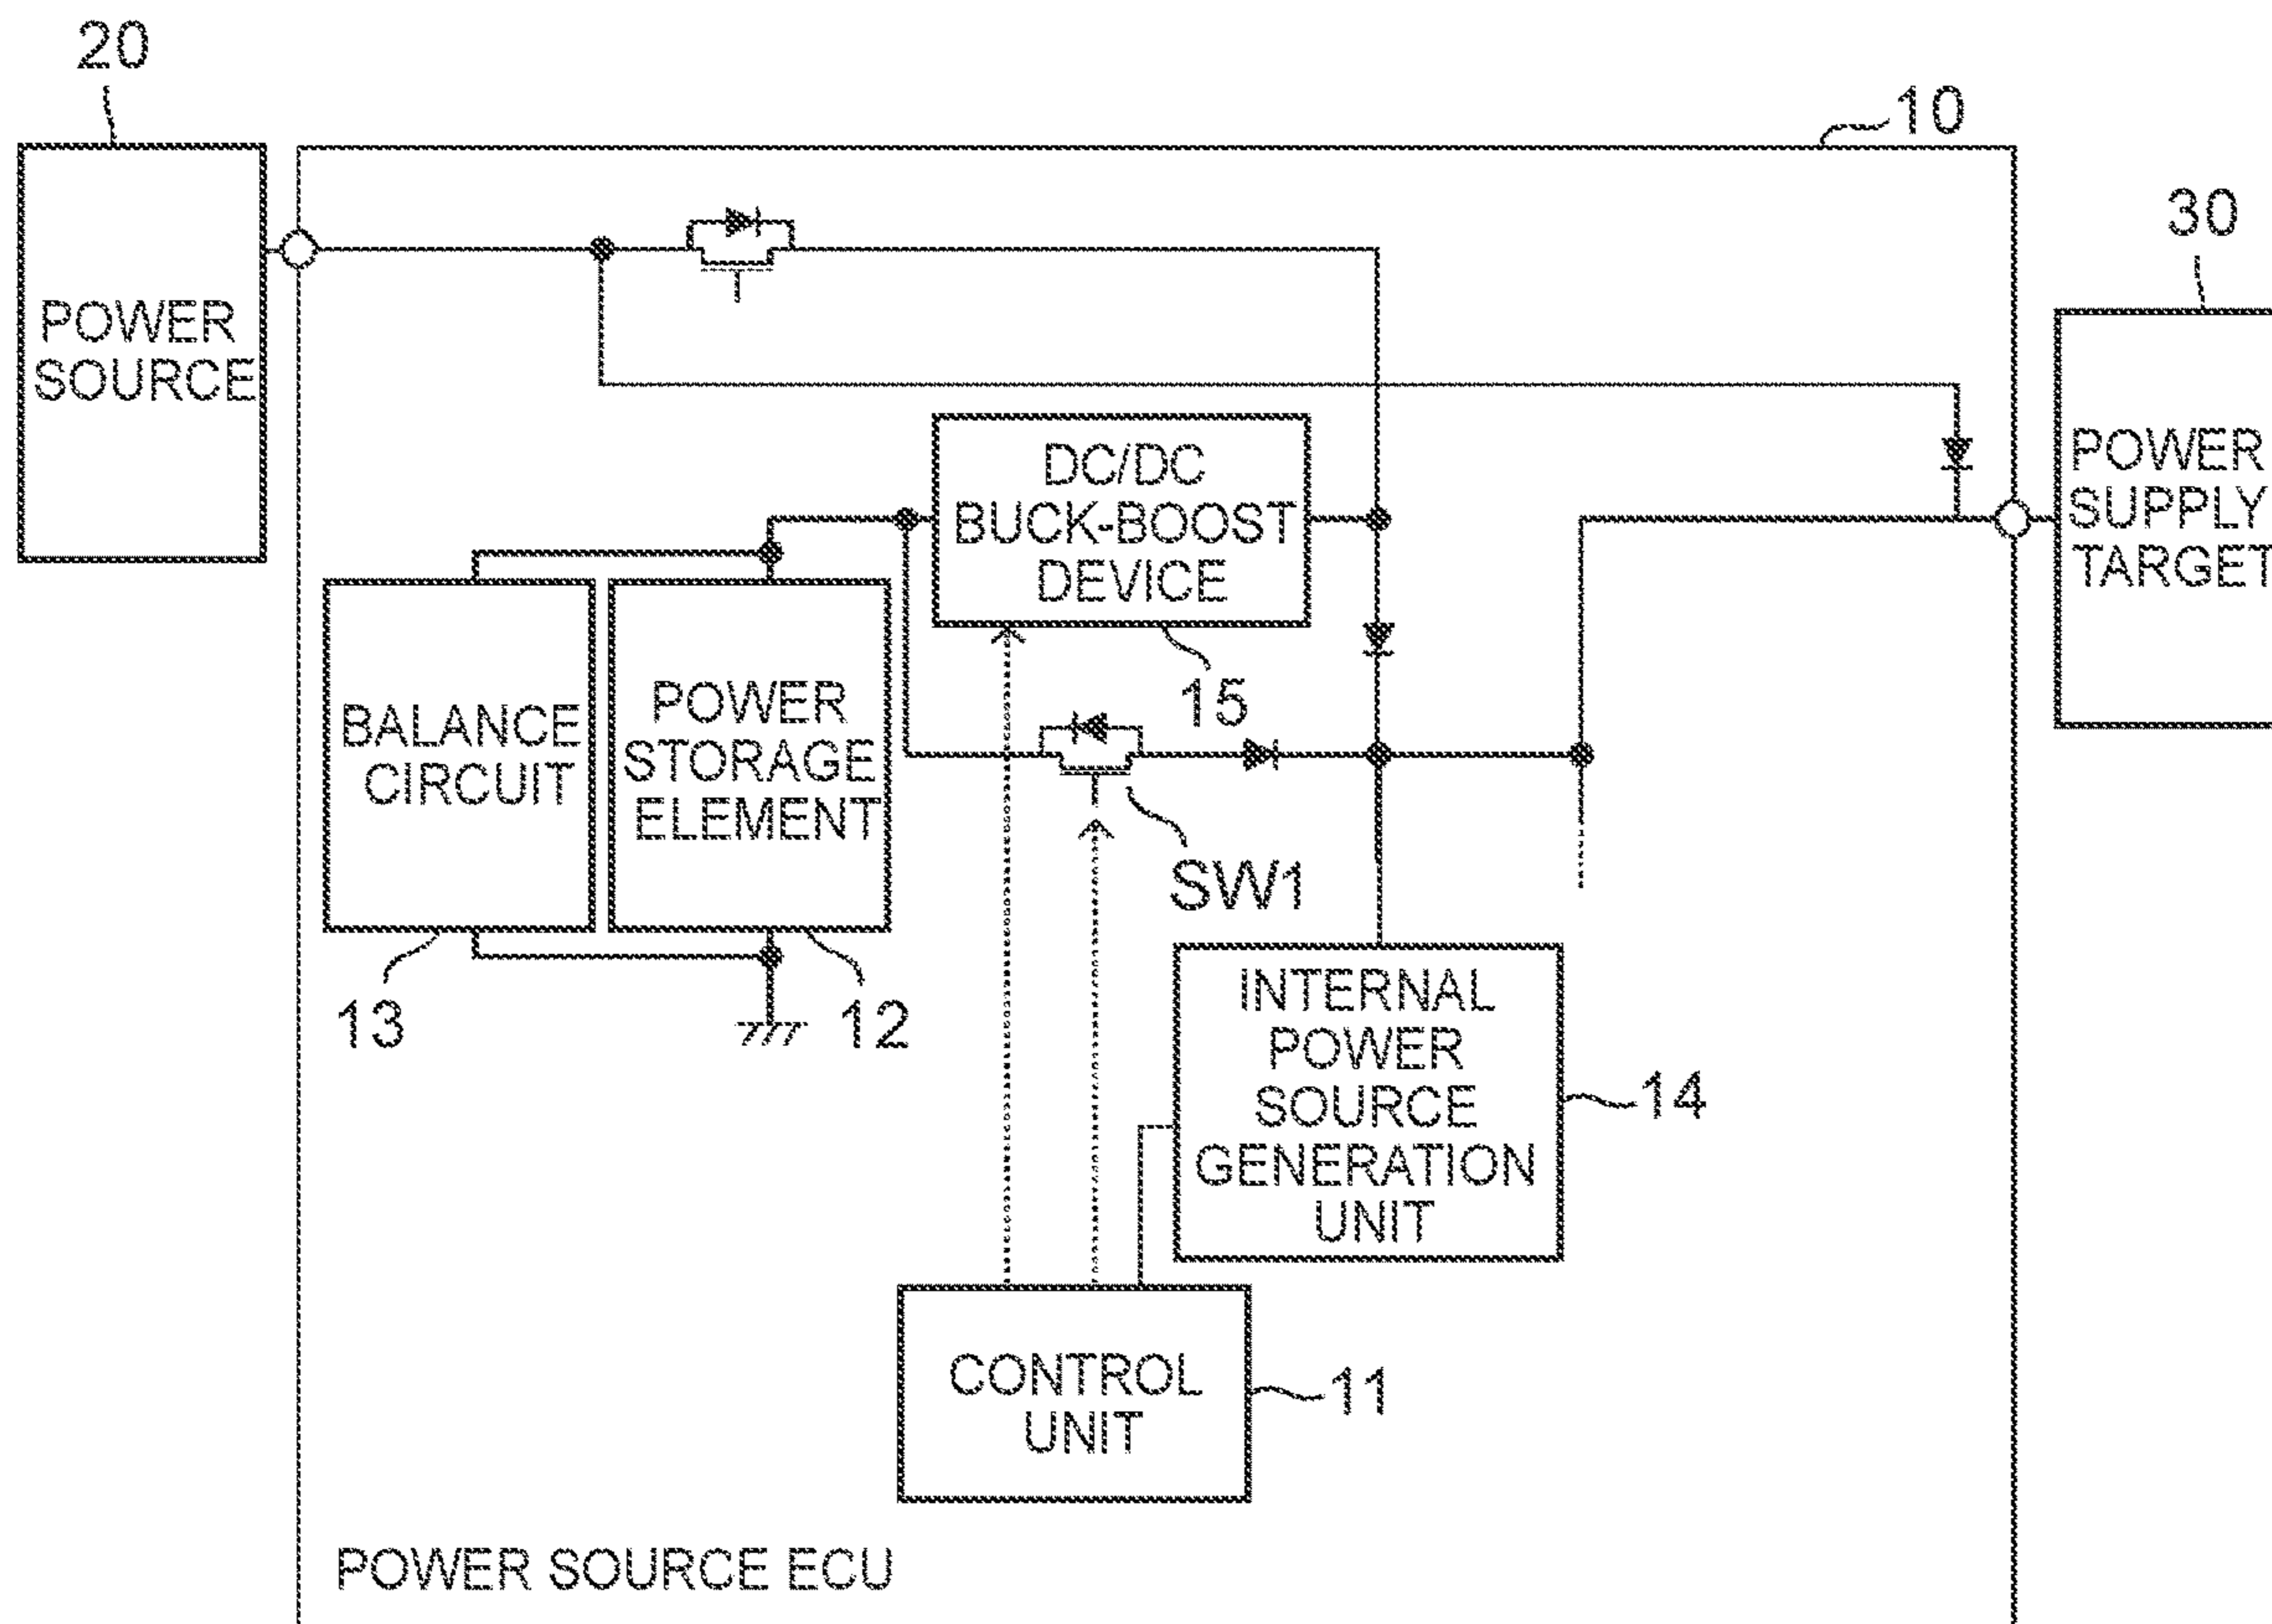 20
10
30
POWER
SOURCE
DC/DC
BUCK-BOOST
DEVICE
POWER
SUPPLY
TARGET
15
BALANCE
CIRCUIT
POWER
STORAGE
ELEMENT
SW1
13
12
INTERNAL
POWER
SOURCE
GENERATION
UNIT
14
CONTROL
UNIT
11
POWER SOURCE ECU